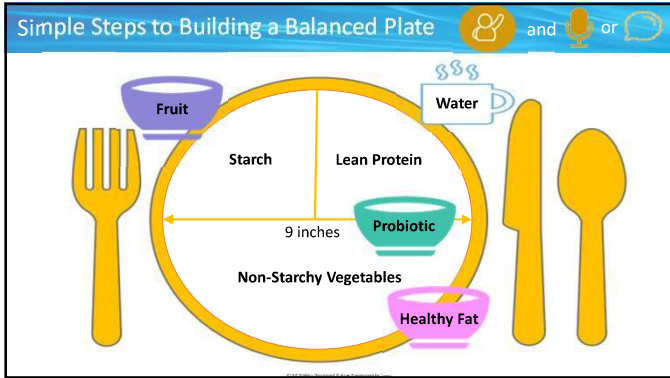 Simple Steps to Building a Balanced Plate
and
or
Fruit
Water
Starch
Lean Protein
9 inches
Probiotic
Non-Starchy Vegetables
Healthy Fat